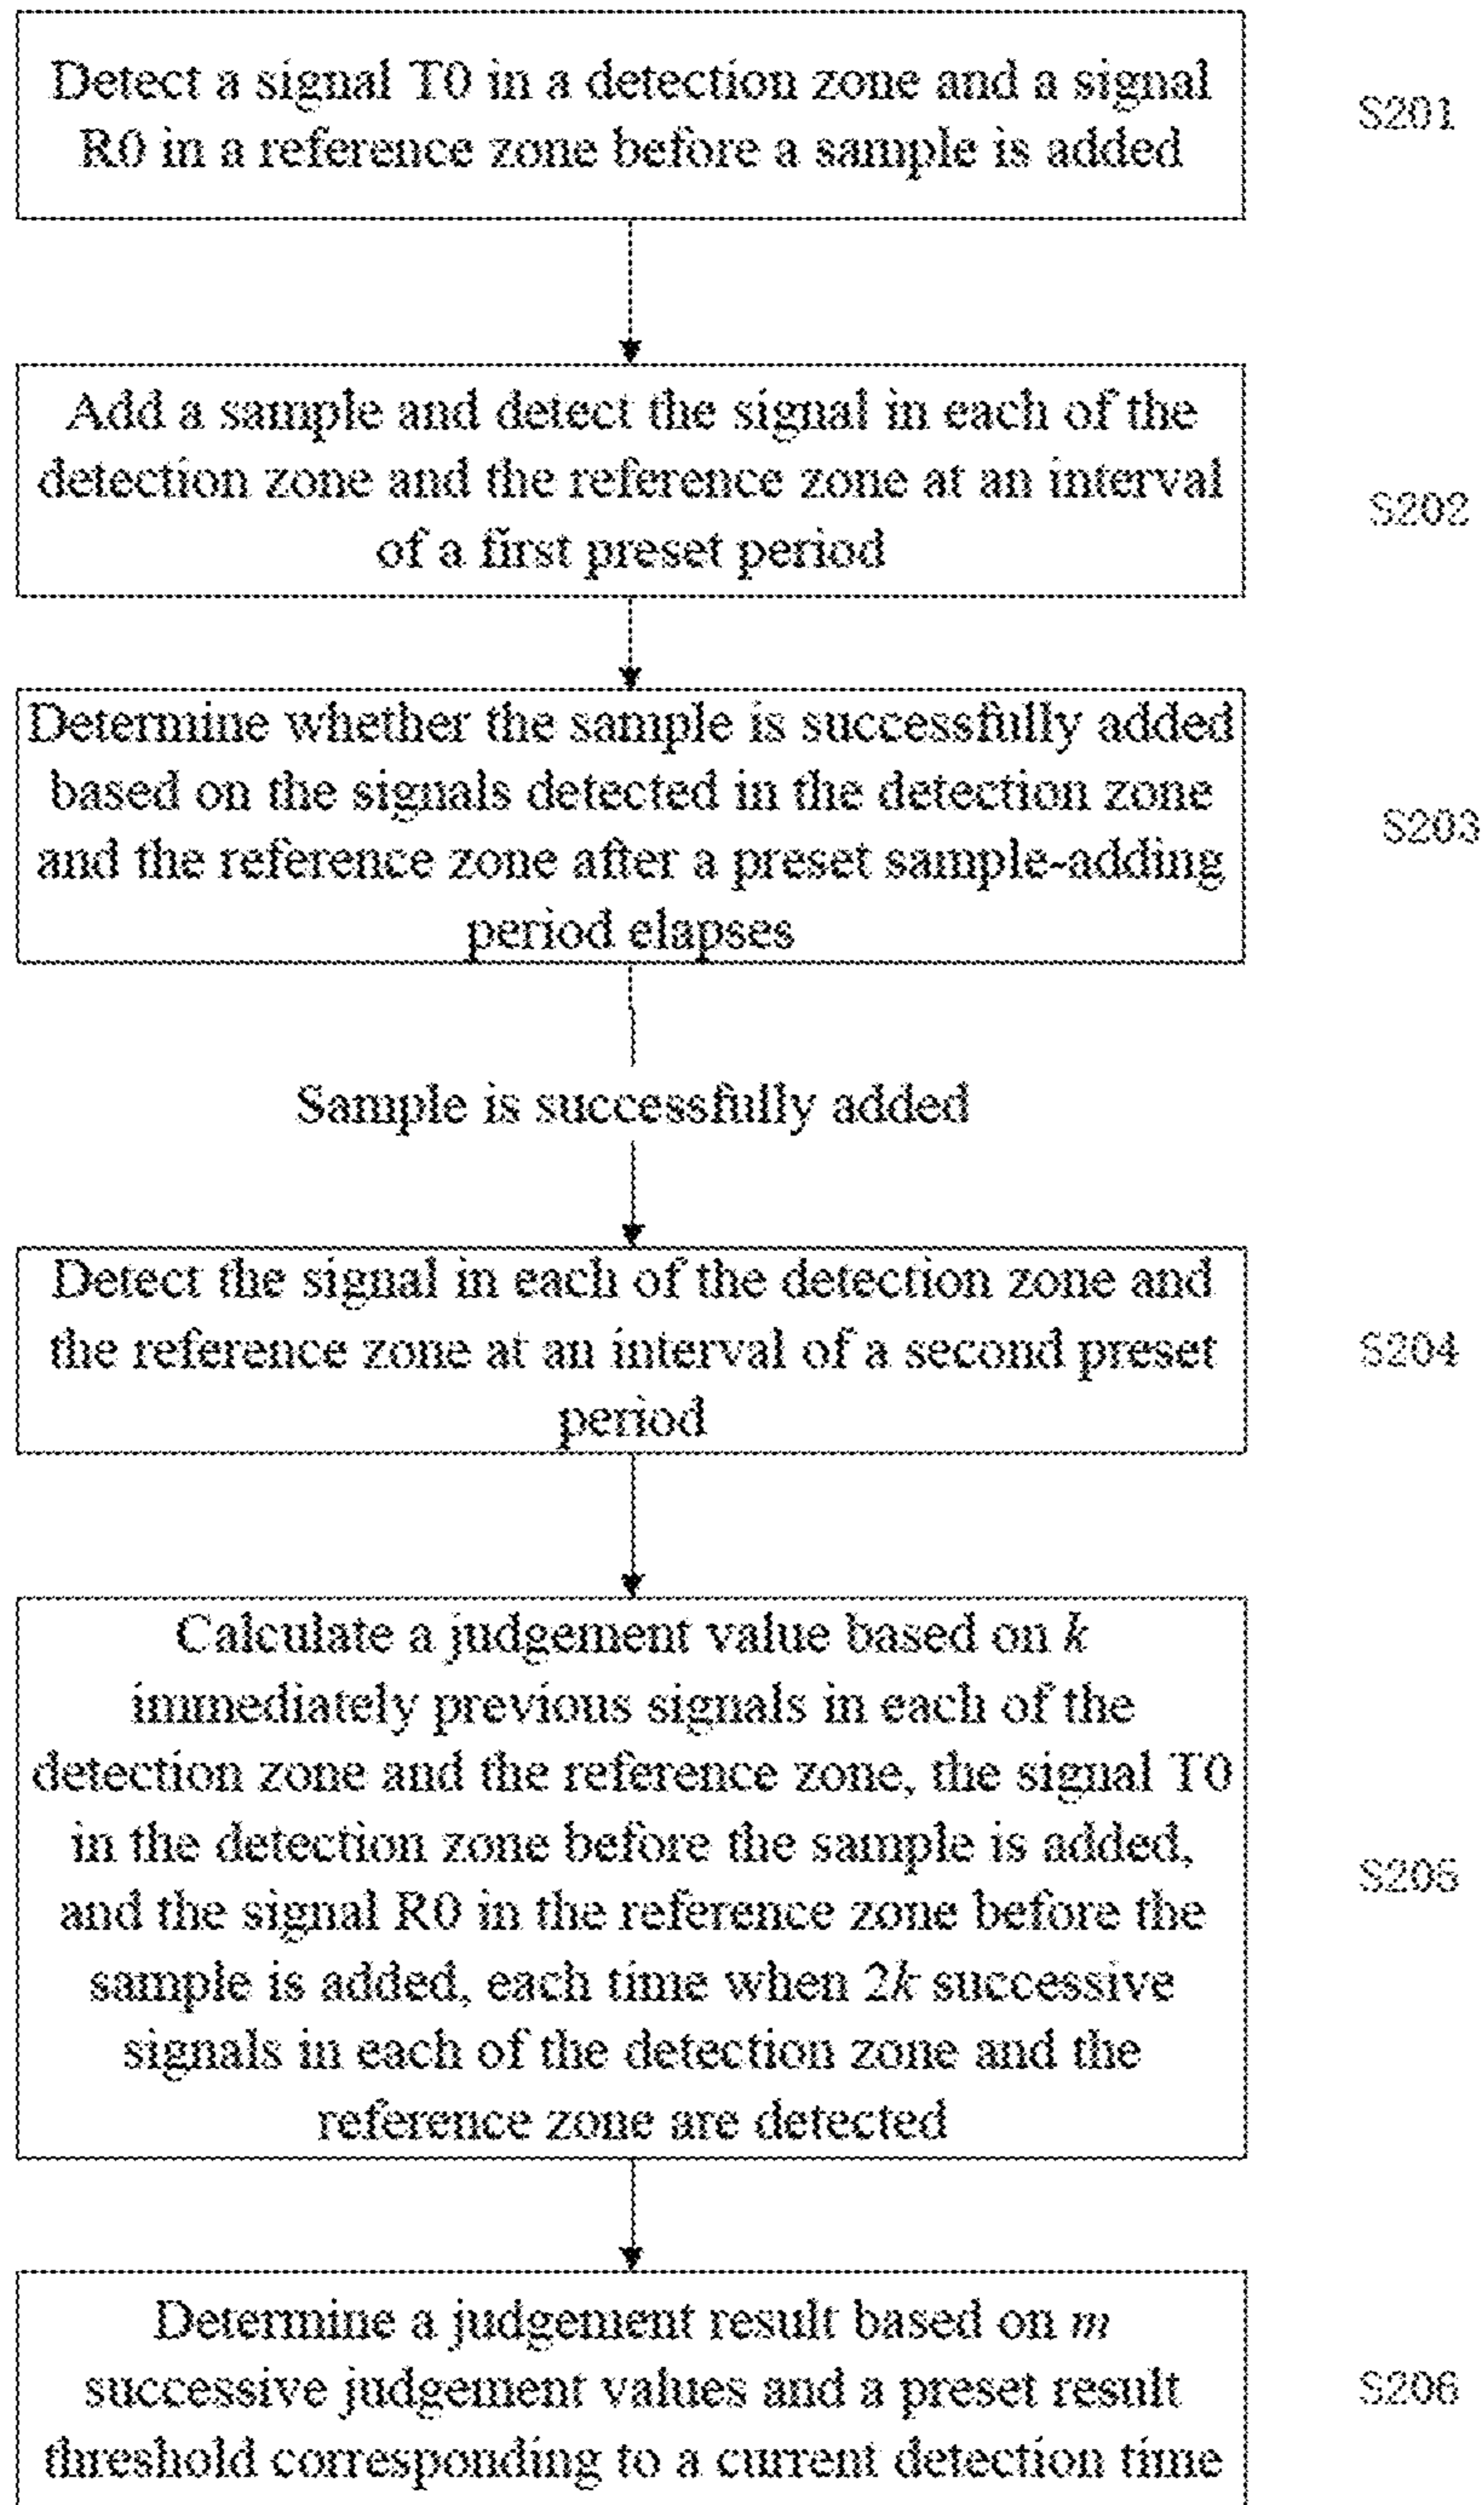 Detect a signal T0 in a detection zone and a signal
R0 in a reference zone before a sample is added
S201
Add a sample and detect the signal in each of the
detection zone and the reference zone at an interval
of a first preset period
S202
Determine whether the sample is successfully added
based on the signals detected in the detection zone
and the reference zone after a preset sample-adding
period elapses
S203
Sample is successfully added
Detect the signal in each of the detection zone and
the reference zone at an interval of a second preset
period
S204
Calculate a judgement value based on k
immediately previous signals in each of the
detection zone and the reference zone, the signal T0
in the detection zone before the sample is added,
and the signal R0 in the reference zone before the
sample is added, each time when 2k successive
signals in each of the detection zone and the
reference zone are detected
S205
Determine a judgement result based on m
successive judgement values and a preset result
threshold corresponding to a current detection time
S206